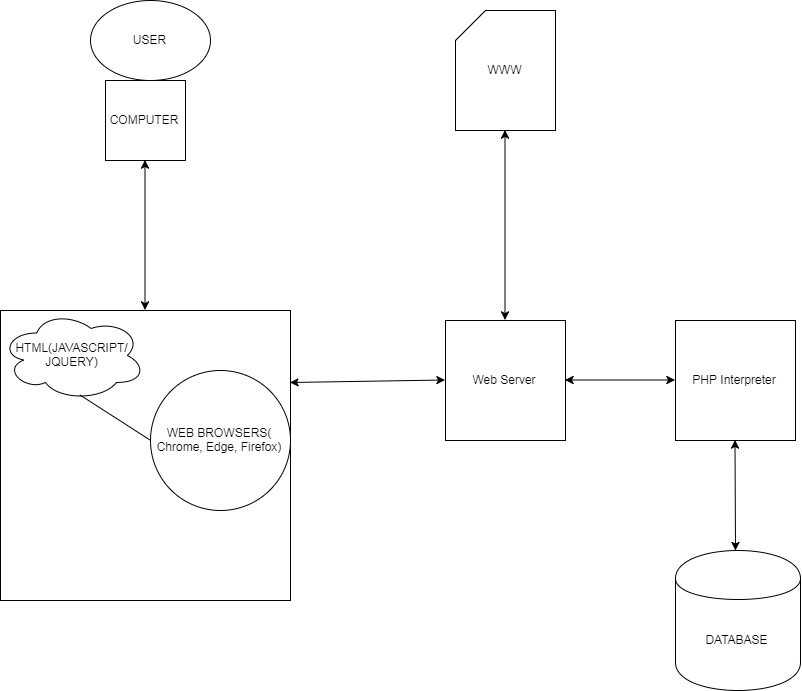 USER
COMPUTER
WWW
HTML(JAVASCRIPT/
JQUERY)
WEB BROWSERS(
Chrome, Edge, Firefox)
Web Server
PHP Interpreter
DATABASE